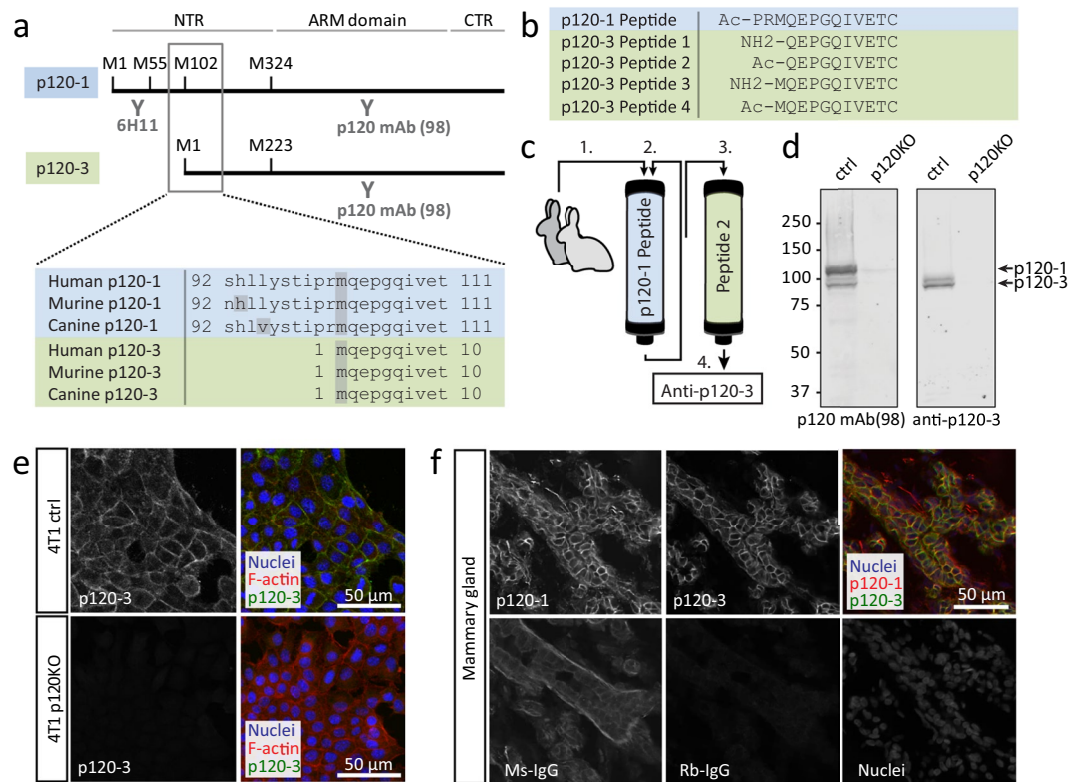 a
NTR ARM domain CTR
M1 M55 M102 M324
p120-1
Y Y
6H11 p120 mAb (98)
M1 M223
p120-3
Y
p120 mAb (98)
Human p120-1 92 shllystiprmqepgqivet 111
Murine p120-1 92 nhllystiprmqepgqivet 111
Canine p120-1 92 shlvystiprmqepgqivet 111
Human p120-3 1 mqepgqivet 10
Murine p120-3 1 mqepgqivet 10
Canine p120-3 1 mqepgqivet 10
b
p120-1 Peptide Ac-PRMQEPGQIVETC
p120-3 Peptide 1 NH2-QEPGQIVETC
p120-3 Peptide 2 Ac-QEPGQIVETC
p120-3 Peptide 3 NH2-MQEPGQIVETC
p120-3 Peptide 4 Ac-MQEPGQIVETC
c
1. 2. 3.
p120-1 Peptide
Peptide 2
4.
Anti-p120-3
d
ctrl p120KO ctrl p120KO
250
150
100
75
50
37
p120-1
p120-3
p120 mAb(98) anti-p120-3
e
4T1 ctrl
p120-3
Nuclei
F-actin
p120-3
50 µm
4T1 p120KO
p120-3
Nuclei
F-actin
p120-3
50 µm
f
Mammary gland
p120-1
p120-3
Nuclei
p120-1
p120-3
50 µm
Ms-IgG
Rb-IgG
Nuclei